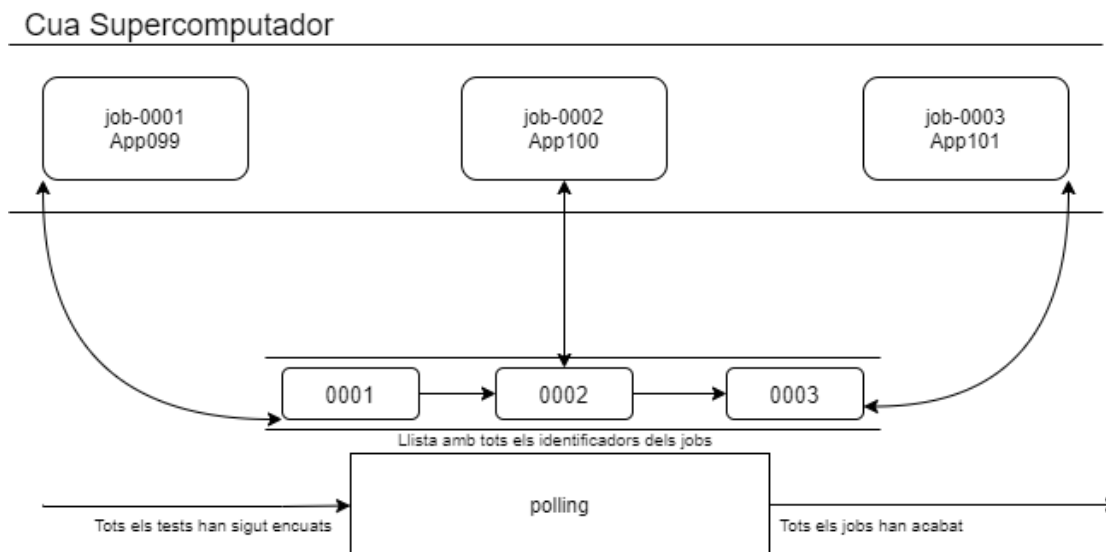 Cua Supercomputador
job-0001
App099
job-0002
App100
job-0003
App101
0001
0002
0003
Llista amb tots els identificadors dels jobs
polling
Tots els tests han sigut encuats
Tots els jobs han acabat